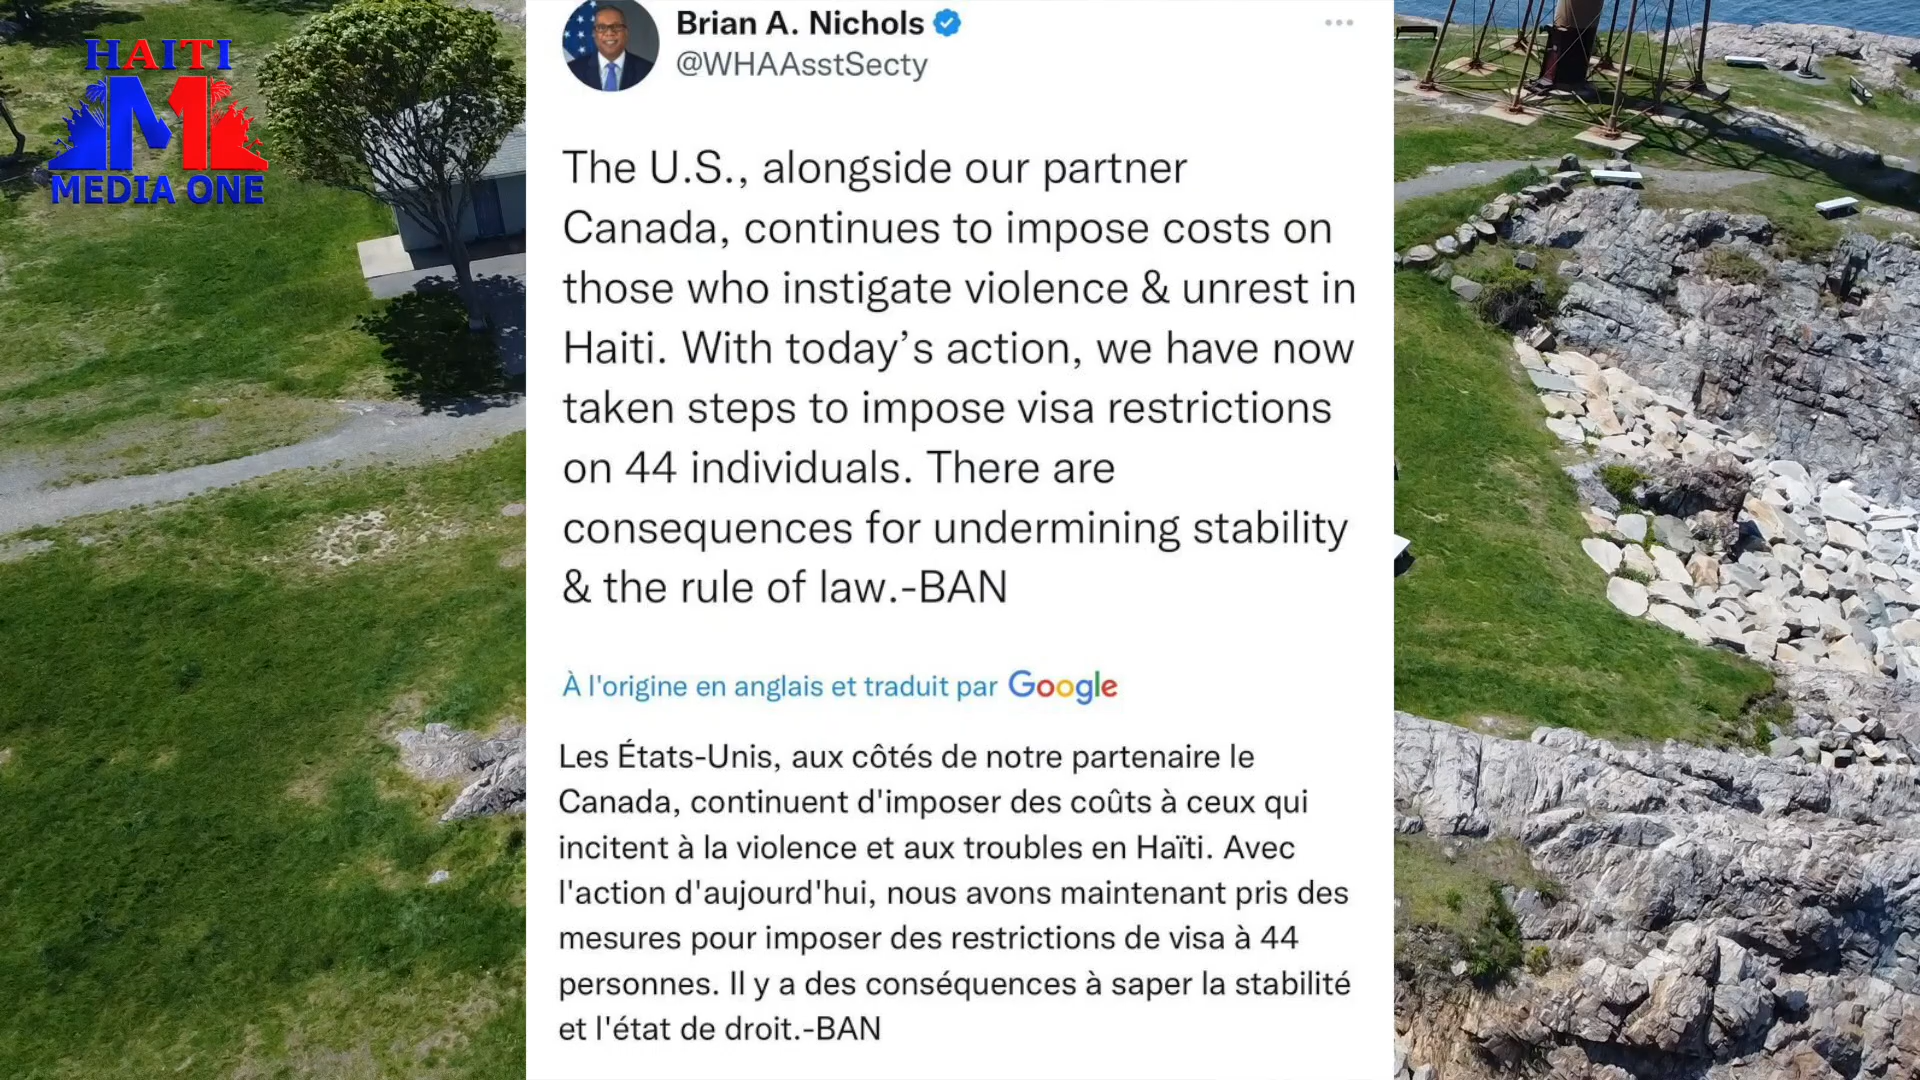 HAITI
M1
MEDIA ONE
Brian A. Nichols
@WHAAsstSecty
The U.S., alongside our partner
Canada, continues to impose costs on
those who instigate violence & unrest in
Haiti. With today’s action, we have now
taken steps to impose visa restrictions
on 44 individuals. There are
consequences for undermining stability
& the rule of law.-BAN
À l'origine en anglais et traduit par Google
Les États-Unis, aux côtés de notre partenaire le
Canada, continuent d'imposer des coûts à ceux qui
incitent à la violence et aux troubles en Haïti. Avec
l'action d'aujourd'hui, nous avons maintenant pris des
mesures pour imposer des restrictions de visa à 44
personnes. Il y a des conséquences à saper la stabilité
et l'état de droit.-BAN